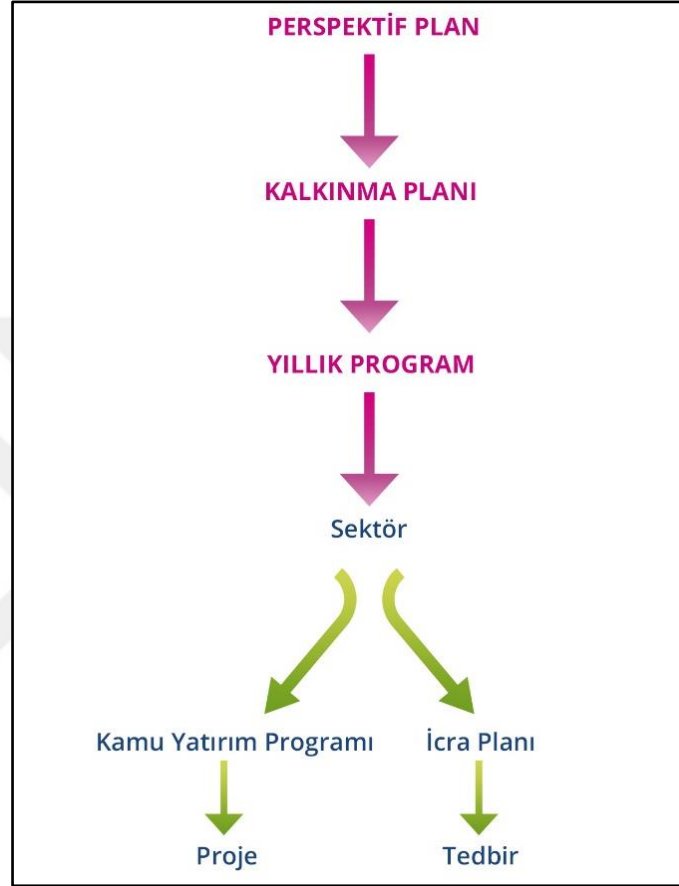 PERSPEKTİF PLAN
KALKINMA PLANI
YILLIK PROGRAM
Sektör
Kamu Yatırım Programı
İcra Planı
Proje
Tedbir